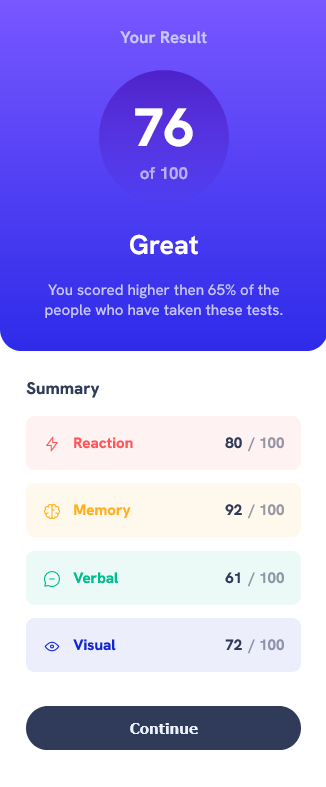 Your Result
76
of 100
Great
You scored higher then 65% of the
people who have taken these tests.
Summary
Reaction 80 / 100
Memory 92 / 100
Verbal 61 / 100
Visual 72 / 100
Continue